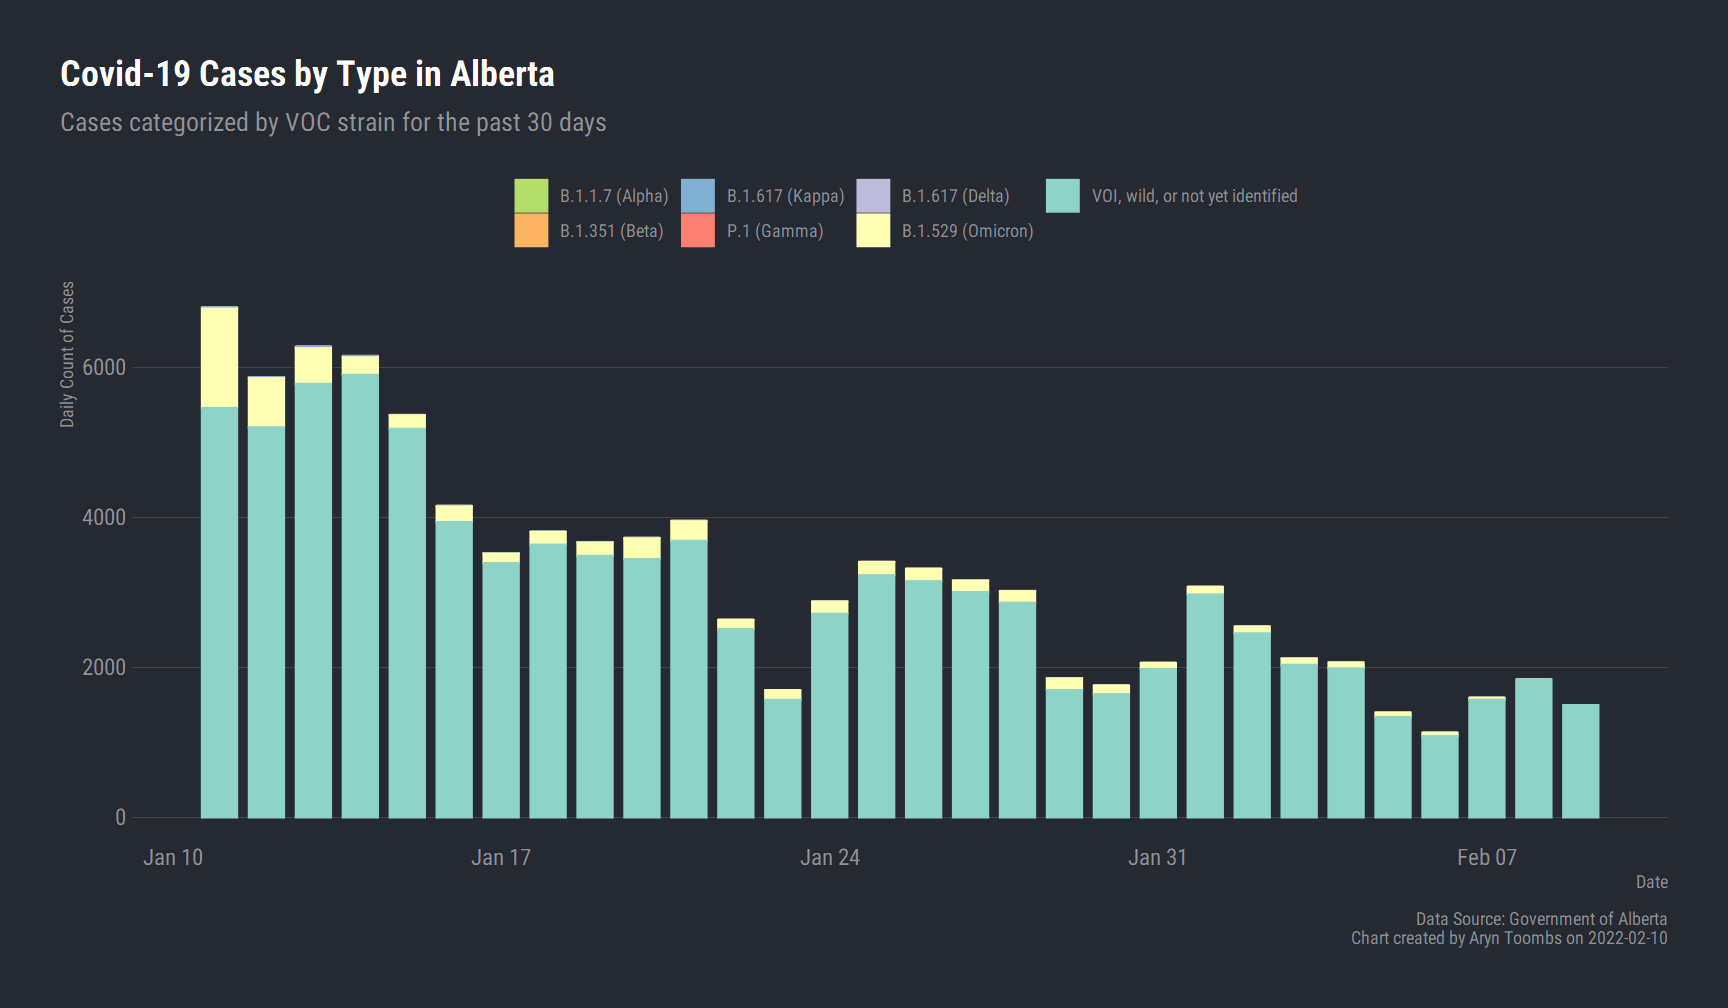 Covid-19 Cases by Type in Alberta
Cases categorized by VOC strain for the past 30 days
B.1.1.7 (Alpha) B.1.617 (Kappa) B.1.617 (Delta) VOI, wild, or not yet identified
B.1.351 (Beta) P.1 (Gamma) B.1.529 (Omicron)
Daily Count of Cases
6000
4000
2000
0
Jan 10 Jan 17 Jan 24 Jan 31 Feb 07
Date
Data Source: Government of Alberta
Chart created by Aryn Toombs on 2022-02-10